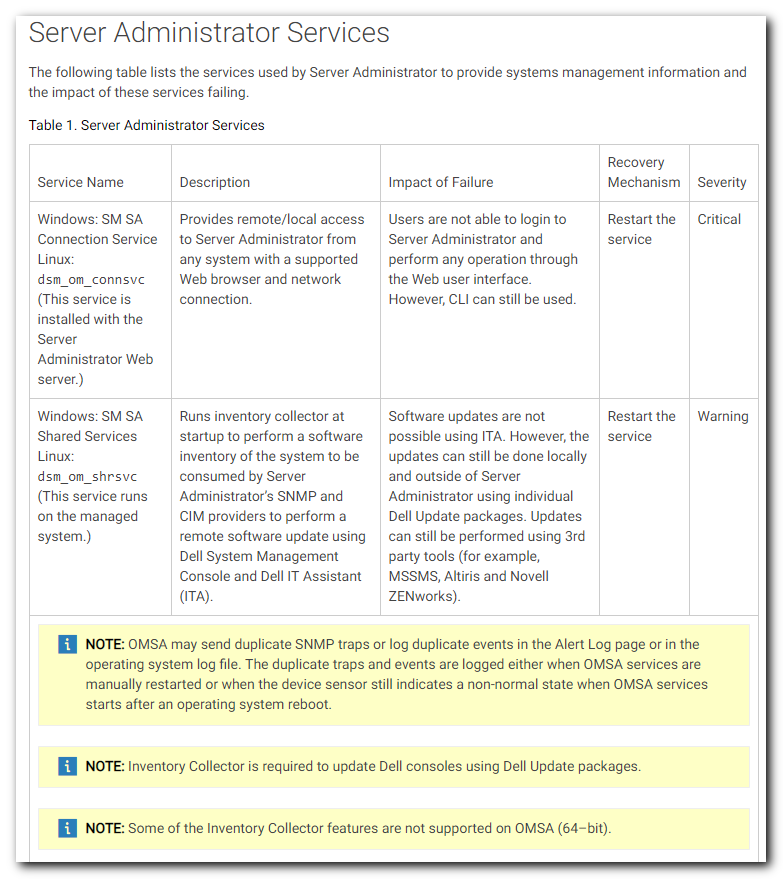 Server Administrator Services
The following table lists the services used by Server Administrator to provide systems management information and
the impact of these services failing.
Table 1. Server Administrator Services
Service Name
Description
Impact of Failure
Recovery
Mechanism
Severity
Windows: SM SA
Connection Service
Linux:
dsm_om_connsvc
(This service is
installed with the
Server
Administrator Web
server.)
Provides remote/local access
to Server Administrator from
any system with a supported
Web browser and network
connection.
Users are not able to login to
Server Administrator and
perform any operation through
the Web user interface.
However, CLI can still be used.
Restart the
service
Critical
Windows: SM SA
Shared Services
Linux:
dsm_om_shrsvc
(This service runs
on the managed
system.)
Runs inventory collector at
startup to perform a software
inventory of the system to be
consumed by Server
Administrator’s SNMP and
CIM providers to perform a
remote software update using
Dell System Management
Console and Dell IT Assistant
(ITA).
Software updates are not
possible using ITA. However, the
updates can still be done locally
and outside of Server
Administrator using individual
Dell Update packages. Updates
can still be performed using 3rd
party tools (for example,
MSSMS, Altiris and Novell
ZENworks).
Restart the
service
Warning
NOTE: OMSA may send duplicate SNMP traps or log duplicate events in the Alert Log page or in the
operating system log file. The duplicate traps and events are logged either when OMSA services are
manually restarted or when the device sensor still indicates a non-normal state when OMSA services
starts after an operating system reboot.
NOTE: Inventory Collector is required to update Dell consoles using Dell Update packages.
NOTE: Some of the Inventory Collector features are not supported on OMSA (64–bit).